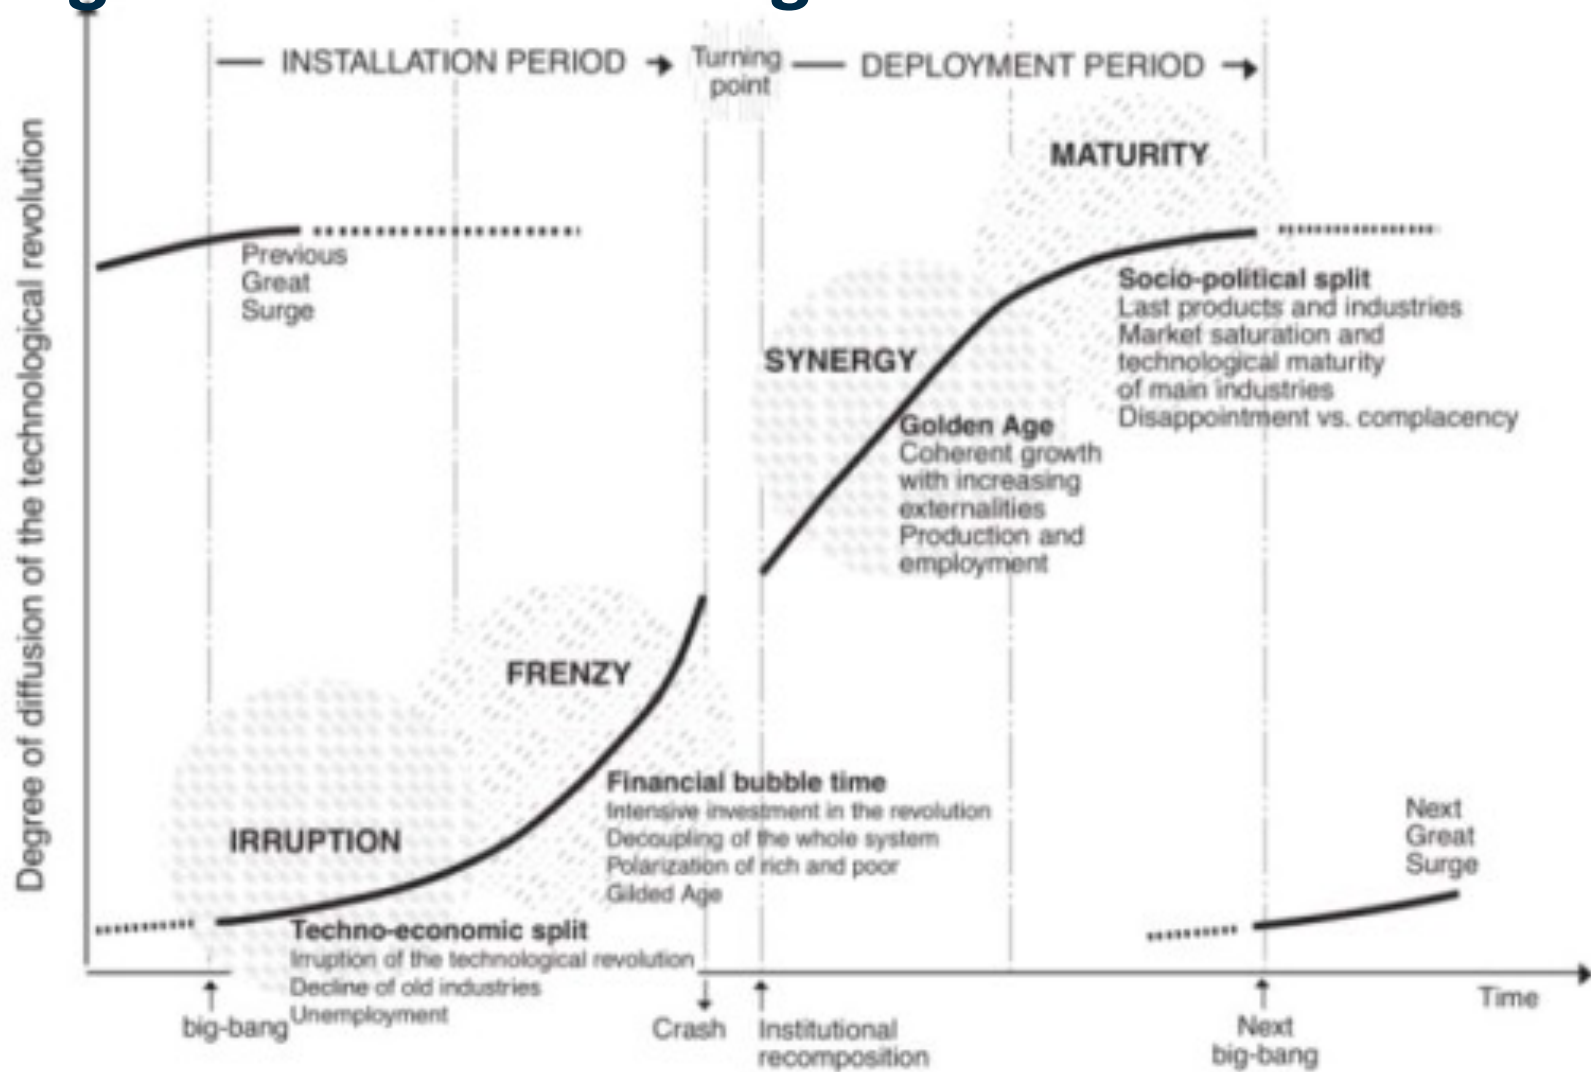 INSTALLATION PERIOD
Turning
point
DEPLOYMENT PERIOD
MATURITY
Degree of diffusion of the technological revolution
Previous
Great
Surge
Socio-political split
Last products and industries
Market saturation and
technological maturity
of main industries
Disappointment vs. complacency
SYNERGY
Golden Age
Coherent growth
with increasing
externalities
Production and
employment
FRENZY
Financial bubble time
Intensive investment in the revolution
Decoupling of the whole system
Polarization of rich and poor
Gilded Age
IRRUPTION
Techno-economic split
Irruption of the technological revolution
Decline of old industries
Unemployment
Next
Great
Surge
Time
big-bang
Crash
Institutional
recomposition
Next
big-bang